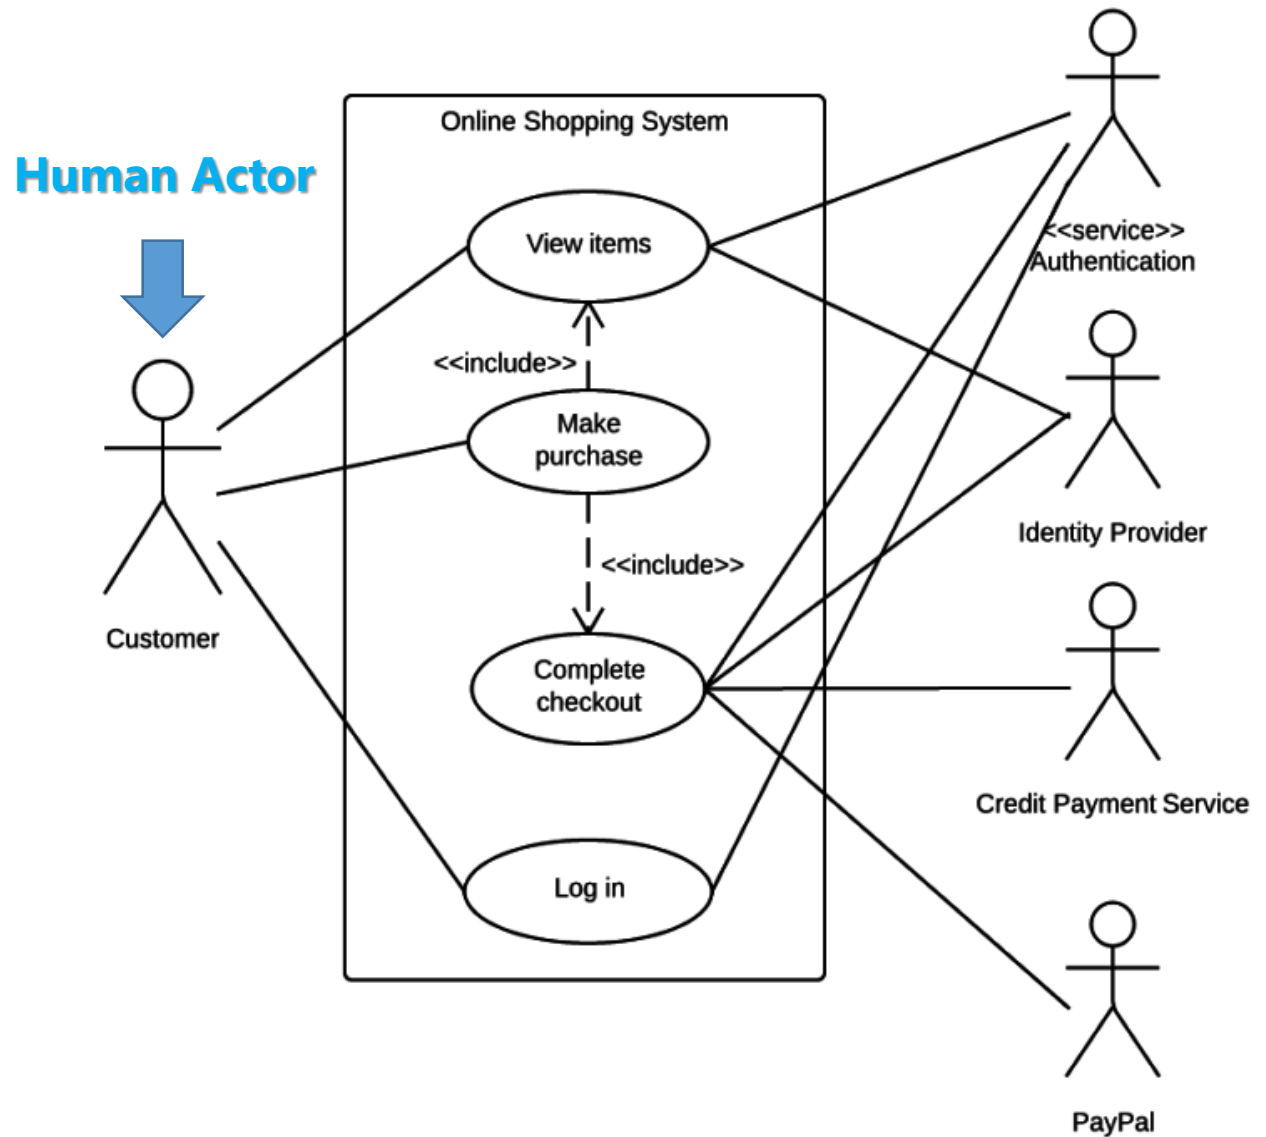 Online Shopping System
Human Actor
View items
<<service>>
Authentication
<<include>>
Make
purchase
Identity Provider
<<include>>
Customer
Complete
checkout
Credit Payment Service
Log in
PayPal